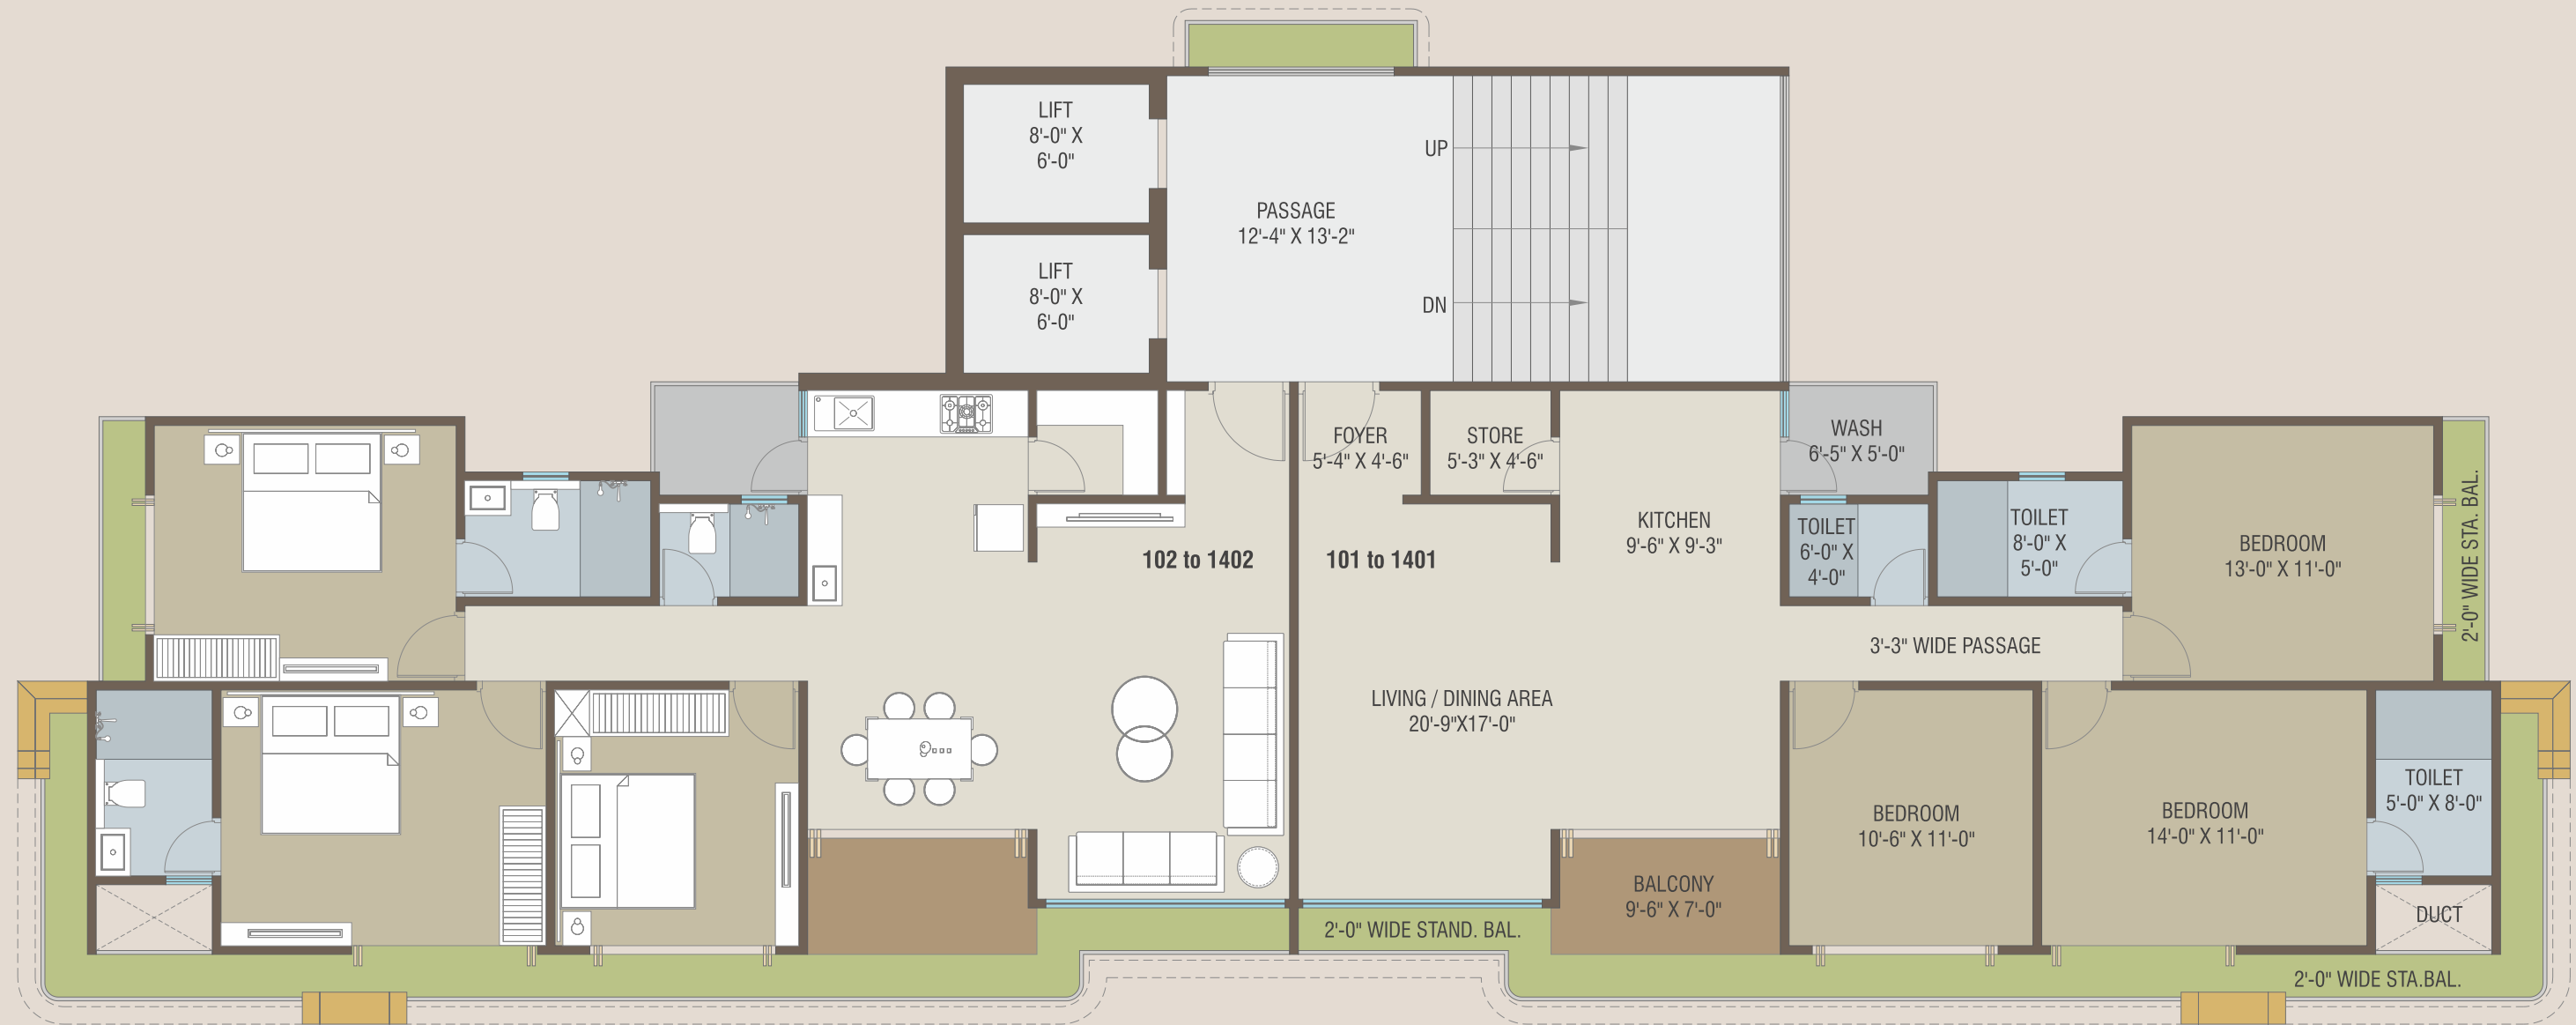 LIFT
8'-0" X
6'-0"
UP
PASSAGE
12'-4" X 13'-2"
LIFT
8'-0" X
6'-0"
DN
FOYER
5'-4" X 4'-6"
STORE
5'-3" X 4'-6"
WASH
6'-5" X 5'-0"
KITCHEN
9'-6" X 9'-3"
TOILET
6'-0" X
4'-0"
TOILET
8'-0" X
5'-0"
BEDROOM
13'-0" X 11'-0"
2'-0" WIDE STA. BAL.
102 to 1402
101 to 1401
3'-3" WIDE PASSAGE
LIVING / DINING AREA
20'-9"X17'-0"
BEDROOM
10'-6" X 11'-0"
BEDROOM
14'-0" X 11'-0"
TOILET
5'-0" X 8'-0"
BALCONY
9'-6" X 7'-0"
DUCT
2'-0" WIDE STAND. BAL.
2'-0" WIDE STA.BAL.